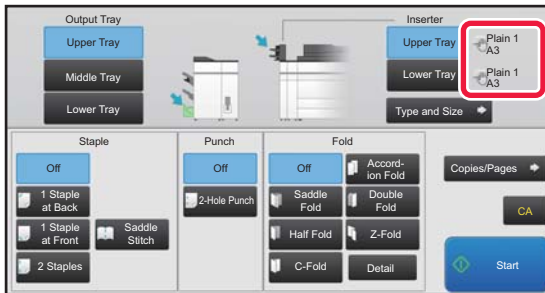 Output Tray
Inserter
Upper Tray
Middle Tray
Lower Tray
Upper Tray
Plain 1
A3
Lower Tray
Plain 1
A3
Type and Size
Staple
Punch
Fold
Off
1 Staple
at Back
1 Staple
at Front
Saddle
Stitch
2 Staples
Off
2-Hole Punch
Off
Accord-
ion Fold
Saddle
Fold
Double
Fold
Half Fold
Z-Fold
C-Fold
Detail
Copies/Pages
CA
Start